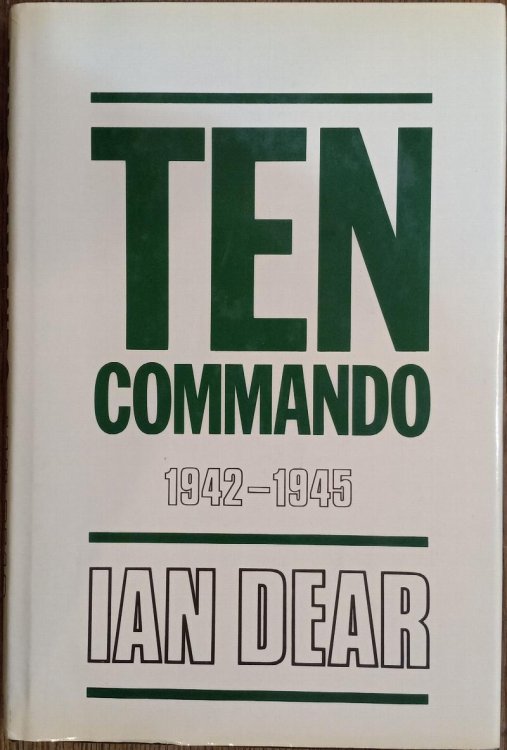 TEN
COMMANDO
1942–1945
IAN DEAR